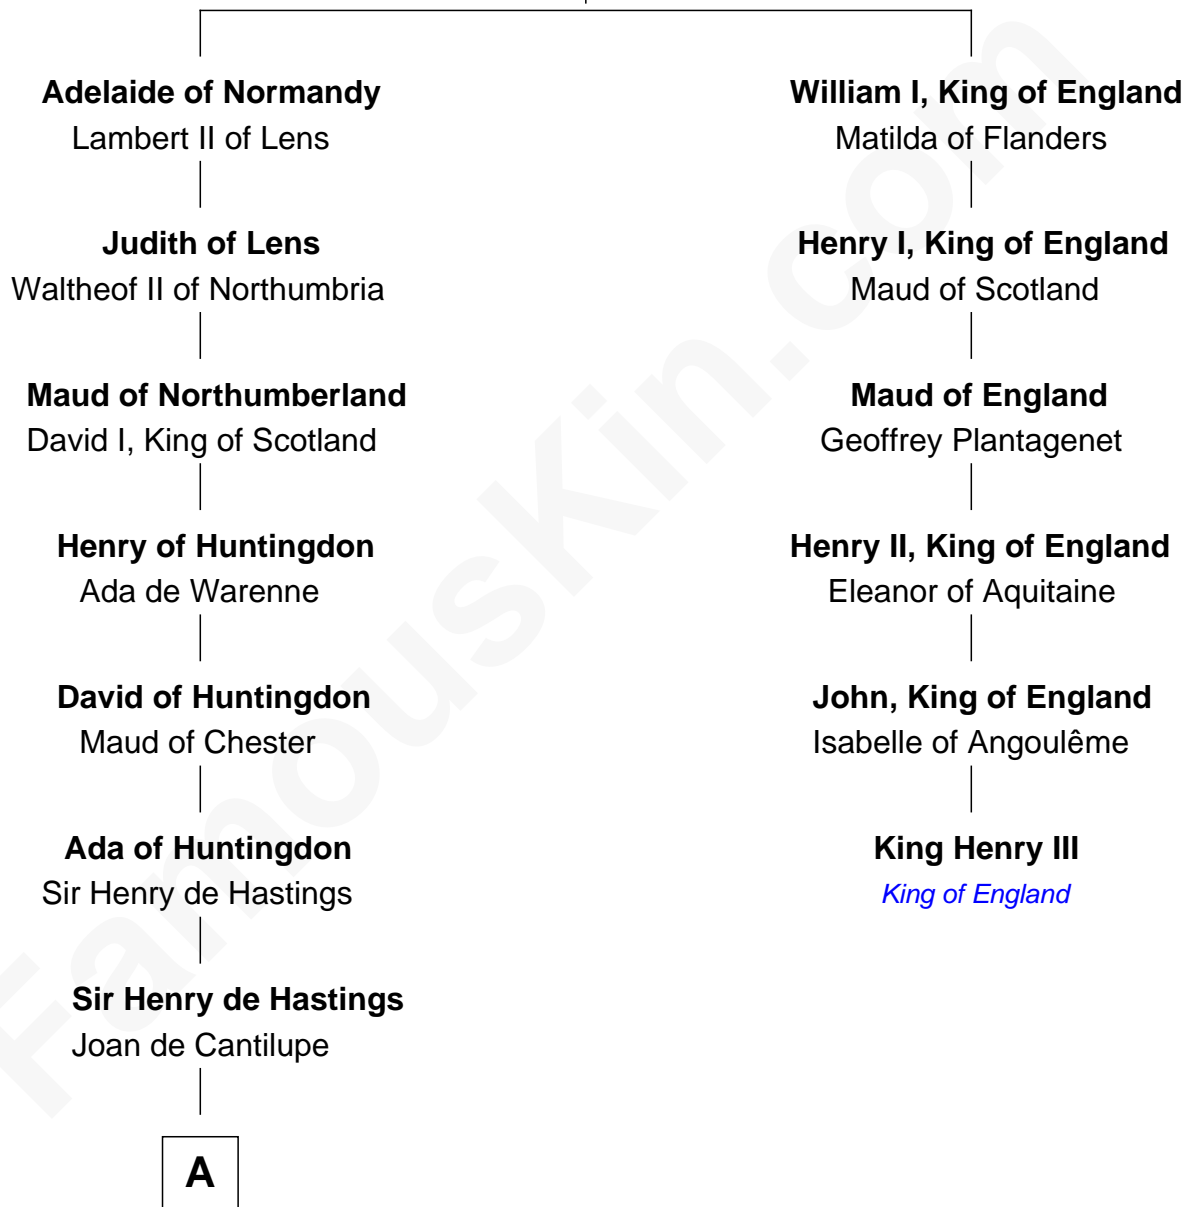 Adelaide of Normandy
Lambert II of Lens
Judith of Lens
Waltheof II of Northumbria
Maud of Northumberland
David I, King of Scotland
Henry of Huntingdon
Ada de Warenne
David of Huntingdon
Maud of Chester
Ada of Huntingdon
Sir Henry de Hastings
Sir Henry de Hastings
Joan de Cantilupe
A
William I, King of England
Matilda of Flanders
Henry I, King of England
Maud of Scotland
Maud of England
Geoffrey Plantagenet
Henry II, King of England
Eleanor of Aquitaine
John, King of England
Isabelle of Angoulême
King Henry III
King of England
FamousKin.com